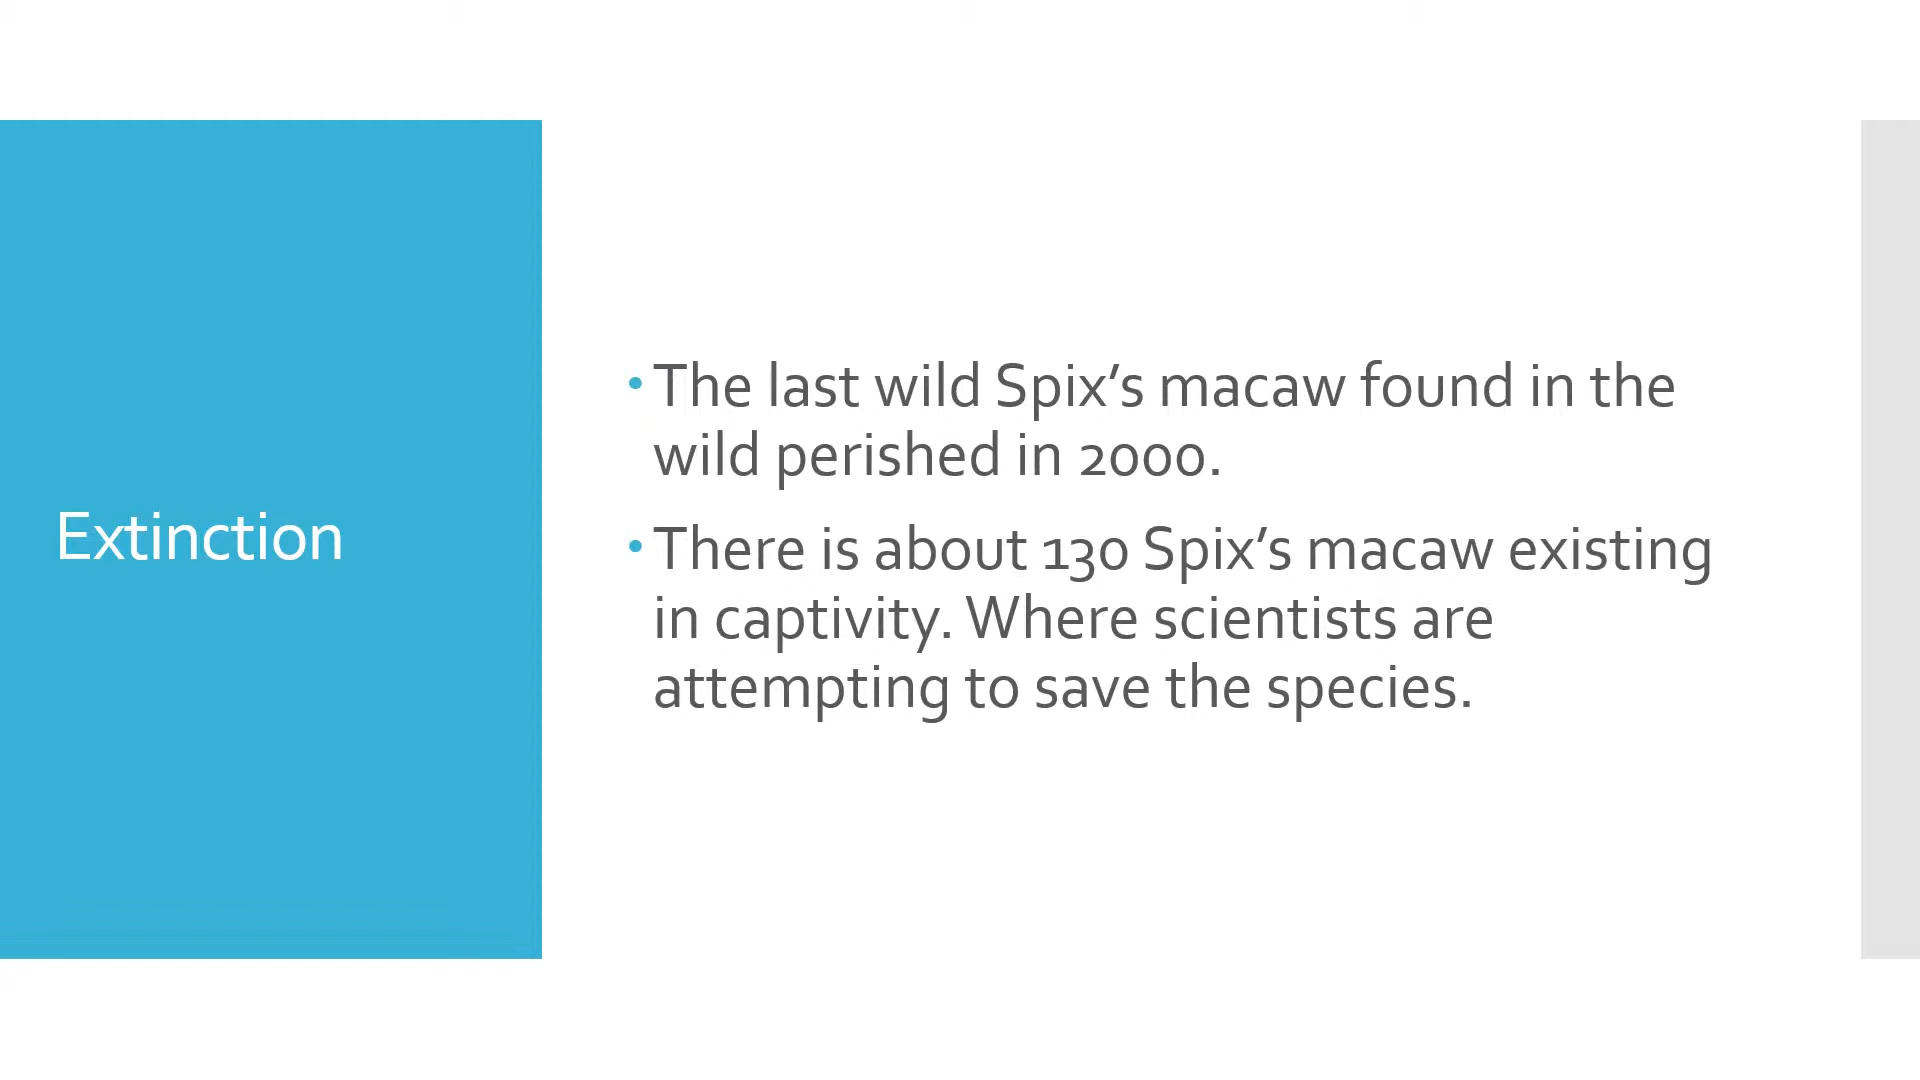 Extinction
• The last wild Spix’s macaw found in the
wild perished in 2000.
• There is about 130 Spix’s macaw existing
in captivity. Where scientists are
attempting to save the species.